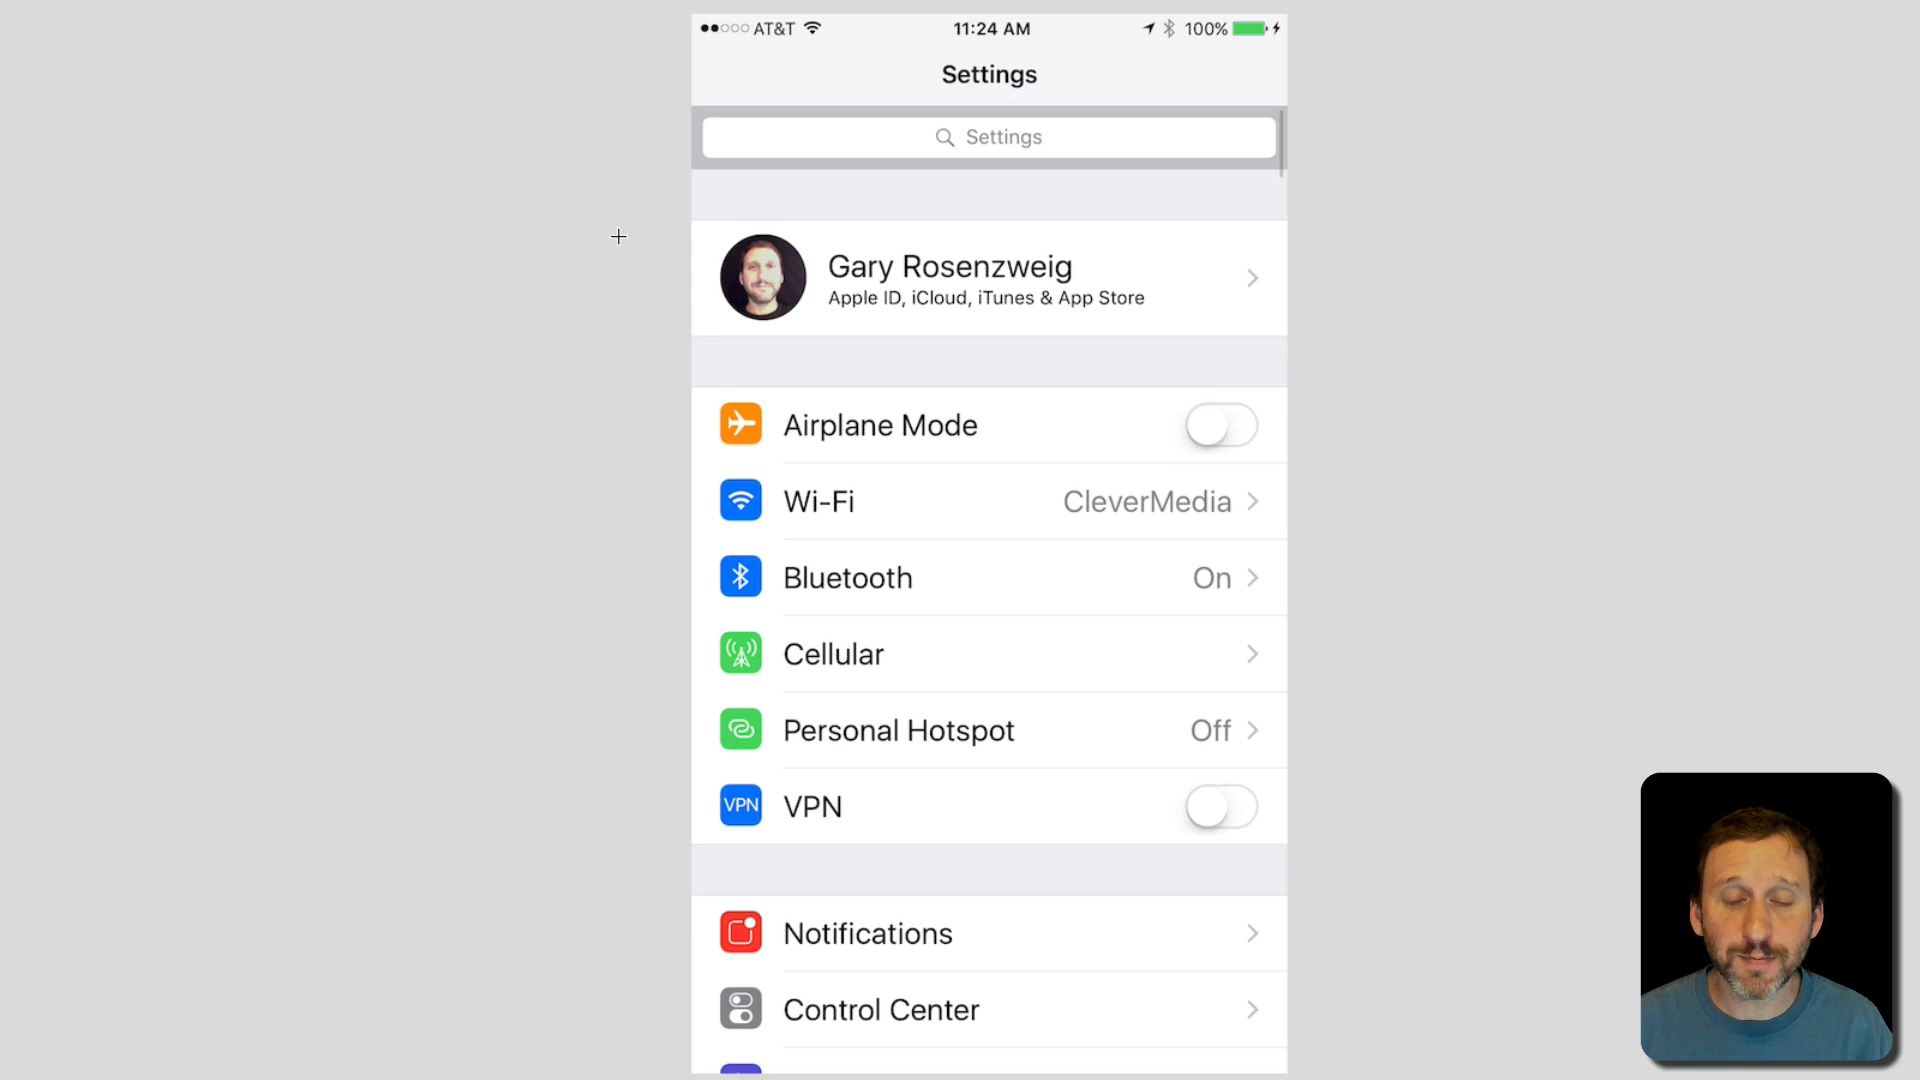 AT&T 11:24 AM 100%
Settings
Settings
Gary Rosenzweig
Apple ID, iCloud, iTunes & App Store
Airplane Mode
Wi-Fi CleverMedia
Bluetooth On
Cellular
Personal Hotspot Off
VPN VPN
Notifications
Control Center